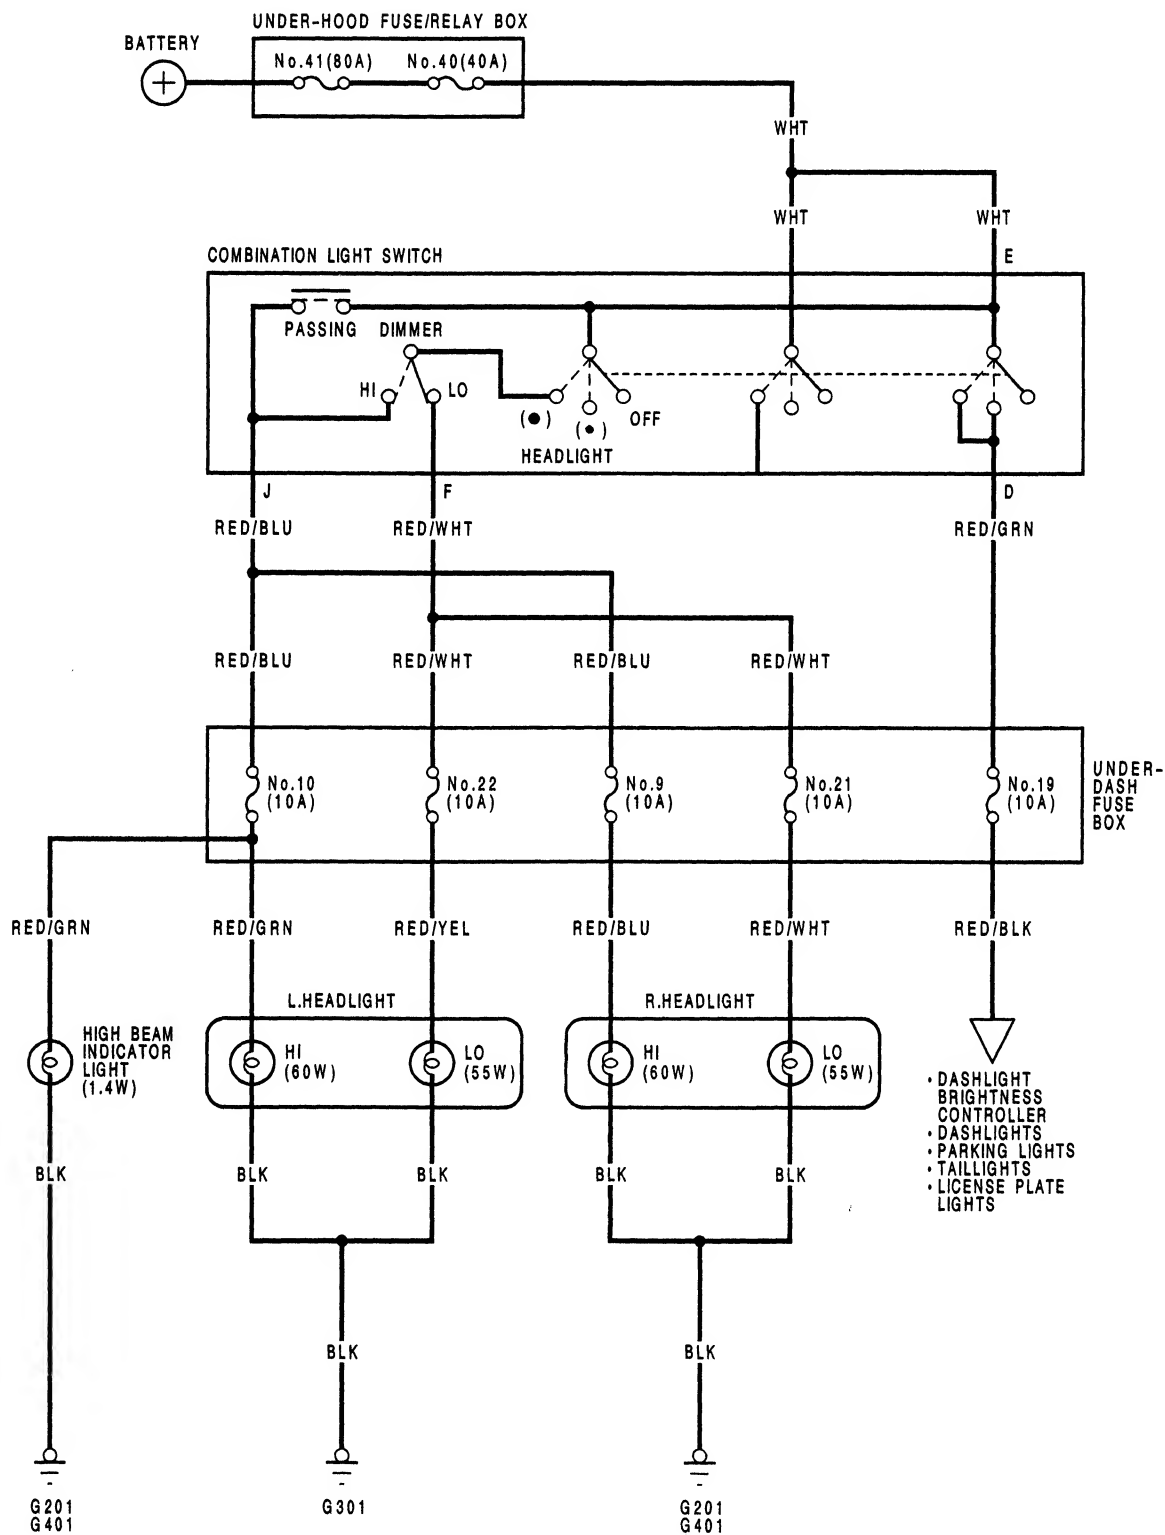 UNDER-HOOD FUSE/RELAY BOX
BATTERY
No.41(80A) No.40(40A)
WHT
WHT WHT
COMBINATION LIGHT SWITCH E
PASSING DIMMER
HI LO
OFF
HEADLIGHT
J F D
RED/BLU RED/WHT RED/GRN
RED/BLU RED/WHT RED/BLU RED/WHT
No.10
(10A)
No.22
(10A)
No.9
(10A)
No.21
(10A)
No.19
(10A)
UNDER-
DASH
FUSE
BOX
RED/GRN RED/GRN RED/YEL RED/BLU RED/WHT RED/BLK
L.HEADLIGHT R.HEADLIGHT
HIGH BEAM
INDICATOR
LIGHT
(1.4W)
HI
(60W)
LO
(55W)
HI
(60W)
LO
(55W)
• DASHLIGHT
BRIGHTNESS
CONTROLLER
• DASHLIGHTS
• PARKING LIGHTS
• TAILLIGHTS
• LICENSE PLATE
LIGHTS
BLK BLK BLK BLK BLK
BLK BLK
G201
G401
G301
G201
G401